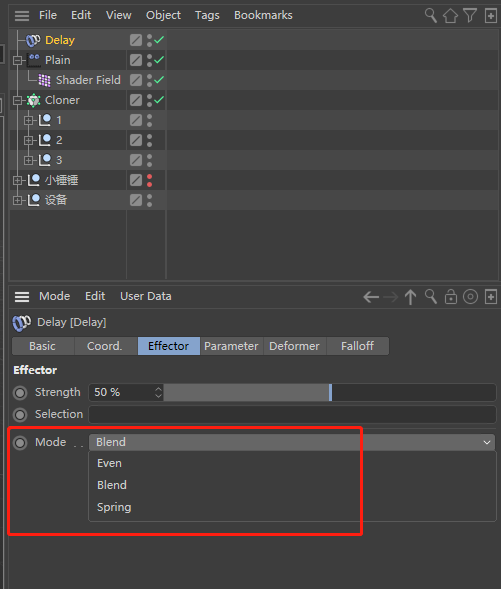 File Edit View Object Tags Bookmarks
Delay
Plain
Shader Field
Cloner
1
2
3
小锤锤
设备
Mode Edit User Data
Delay [Delay]
Basic Coord. Effector Parameter Deformer Falloff
Effector
Strength 50 %
Selection
Mode . . Blend
Even
Blend
Spring